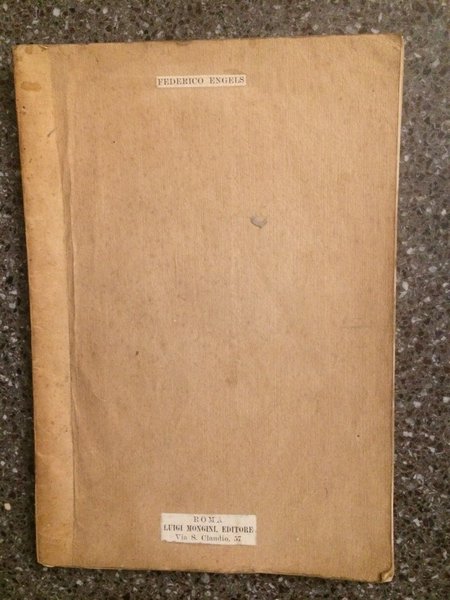 FEDERICO ENGELS
ROMA
LUIGI MONGINI, EDITORE
Via S. Claudio, 57